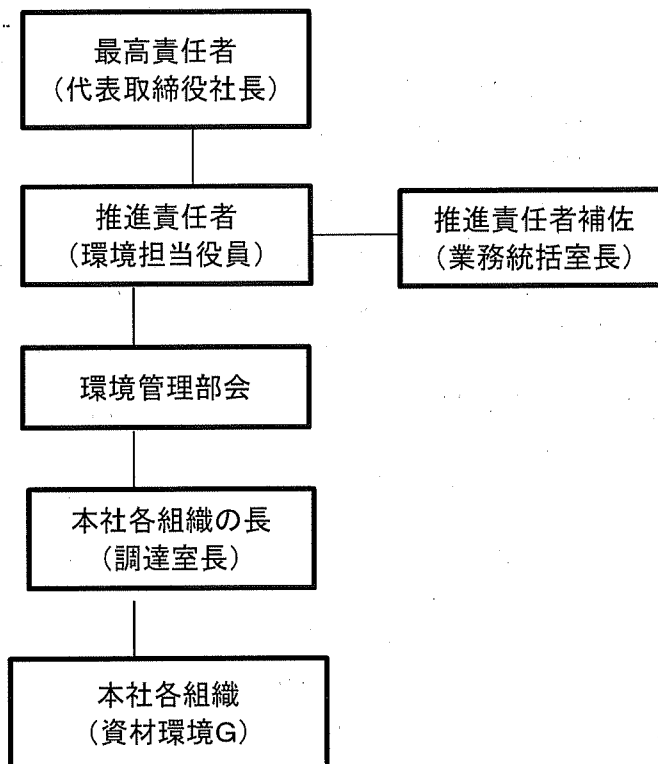 最高責任者
（代表取締役社長）
推進責任者
（環境担当役員）
推進責任者補佐
（業務統括室長）
環境管理部会
本社各組織の長
（調達室長）
本社各組織
（資材環境G）